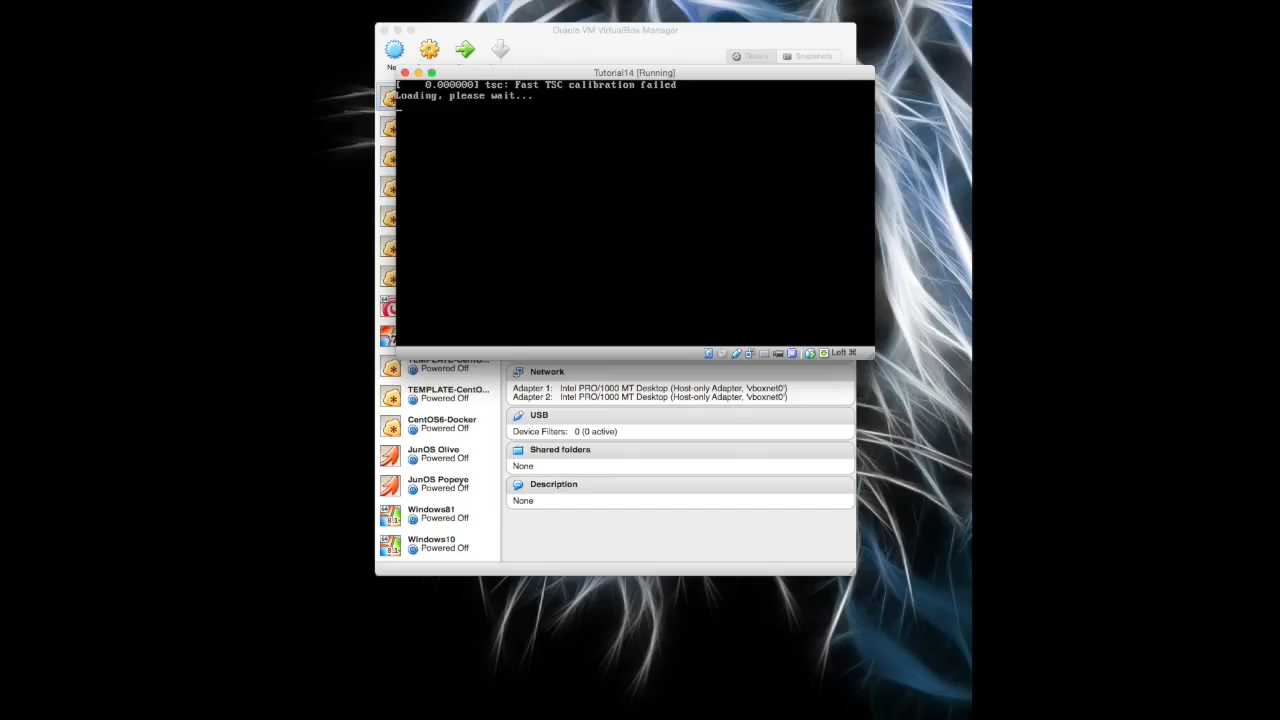 Oracle VM VirtualBox Manager
Details
Snapshots
Tutorial14 [Running]
[    0.000000] tsc: Fast TSC calibration failed
Loading, please wait...
Left ⌘
Powered Off
TEMPLATE-CentO...
Powered Off
CentOS6-Docker
Powered Off
JunOS Olive
Powered Off
JunOS Popeye
Powered Off
Windows81
Powered Off
Windows10
Powered Off
Network
Adapter 1: Intel PRO/1000 MT Desktop (Host-only Adapter, 'vboxnet0')
Adapter 2: Intel PRO/1000 MT Desktop (Host-only Adapter, 'vboxnet0')
USB
Device Filters: 0 (0 active)
Shared folders
None
Description
None